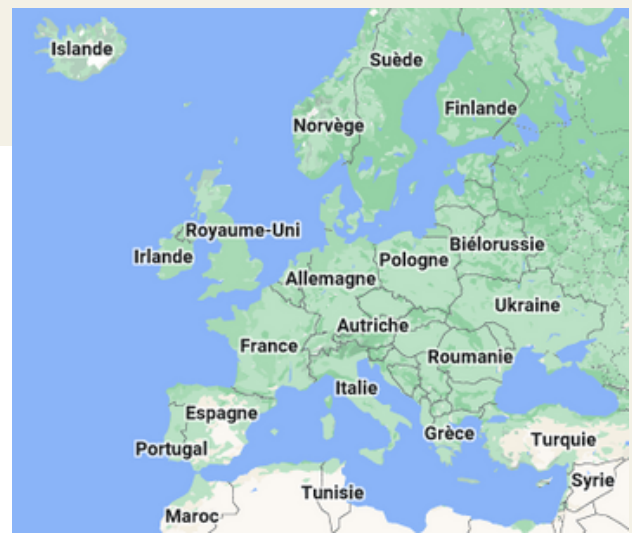 Islande
Suède
Finlande
Norvège
Royaume-Uni
Irlande
Biélorussie
Pologne
Allemagne
Ukraine
Autriche
France
Roumanie
Italie
Espagne
Grèce
Turquie
Portugal
Syrie
Tunisie
Maroc